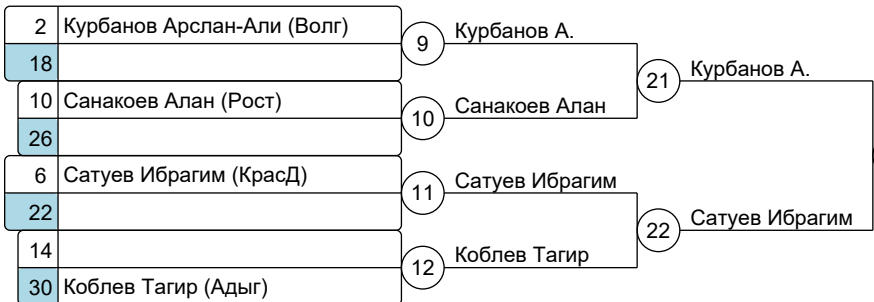 2 Курбанов Арслан-Али (Волг)
18
9 Курбанов А.
10 Санакоев Алан (Рост)
26
10 Санакоев Алан
21 Курбанов А.
6 Сатуев Ибрагим (КрасД)
22
11 Сатуев Ибрагим
14
30 Коблев Тагир (Адыг)
12 Коблев Тагир
22 Сатуев Ибрагим